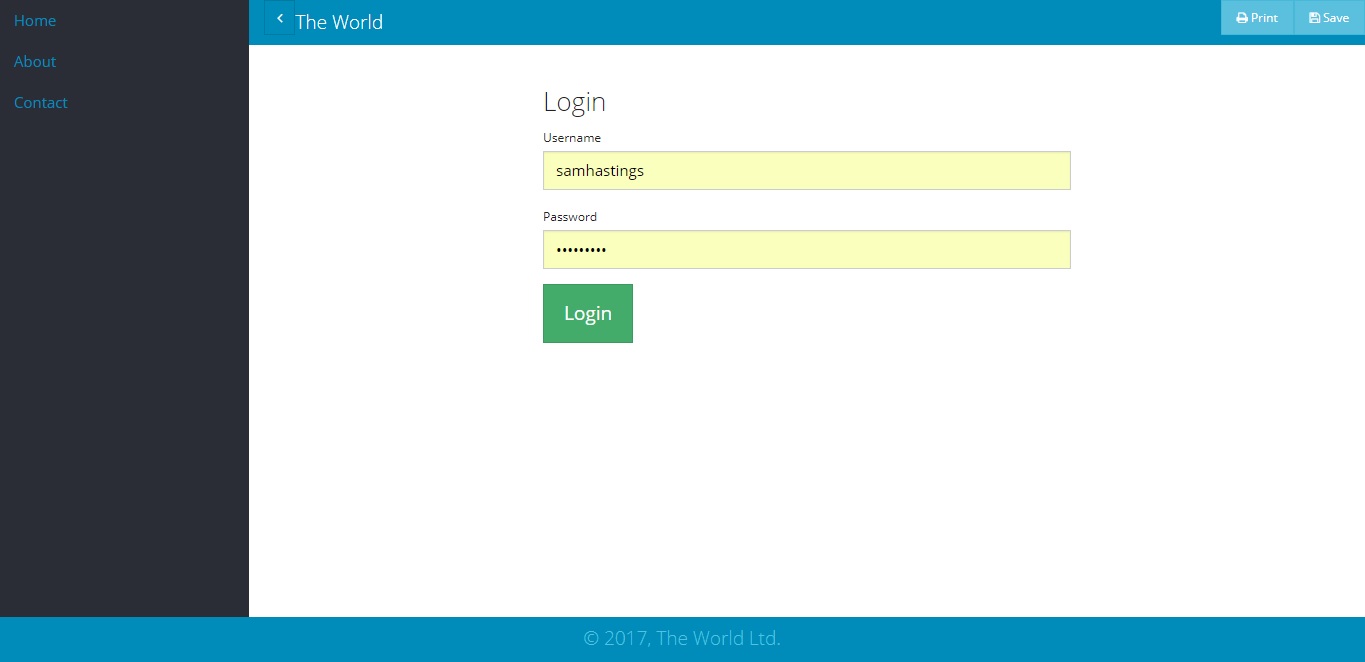 Home
About
Contact
The World
Print
Save
Login
Username
samhastings
Password
•••••••••
Login
© 2017, The World Ltd.